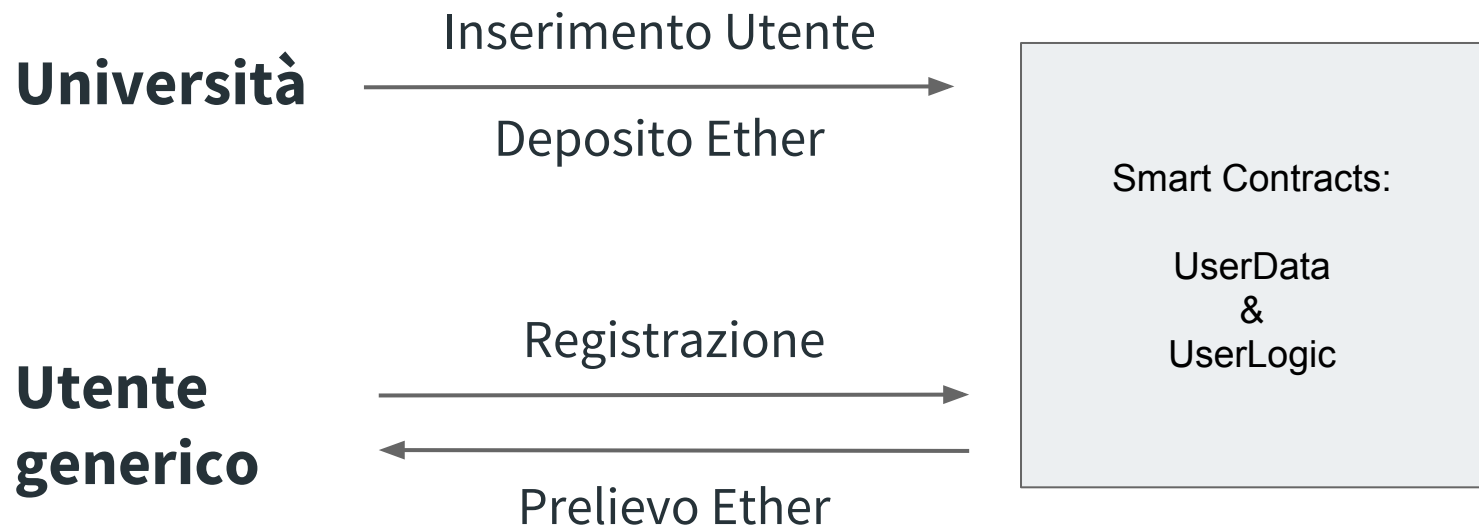 Università
Inserimento Utente
Deposito Ether
Utente
generico
Registrazione
Prelievo Ether
Smart Contracts:
UserData
&
UserLogic